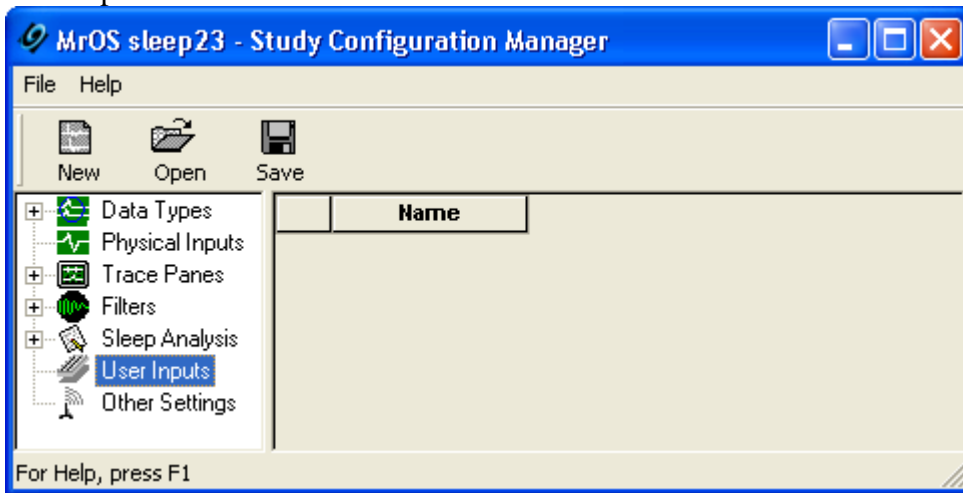 MrOS sleep23 - Study Configuration Manager
File Help
New Open Save
Data Types
Physical Inputs
Trace Panes
Filters
Sleep Analysis
User Inputs
Other Settings
Name
For Help, press F1